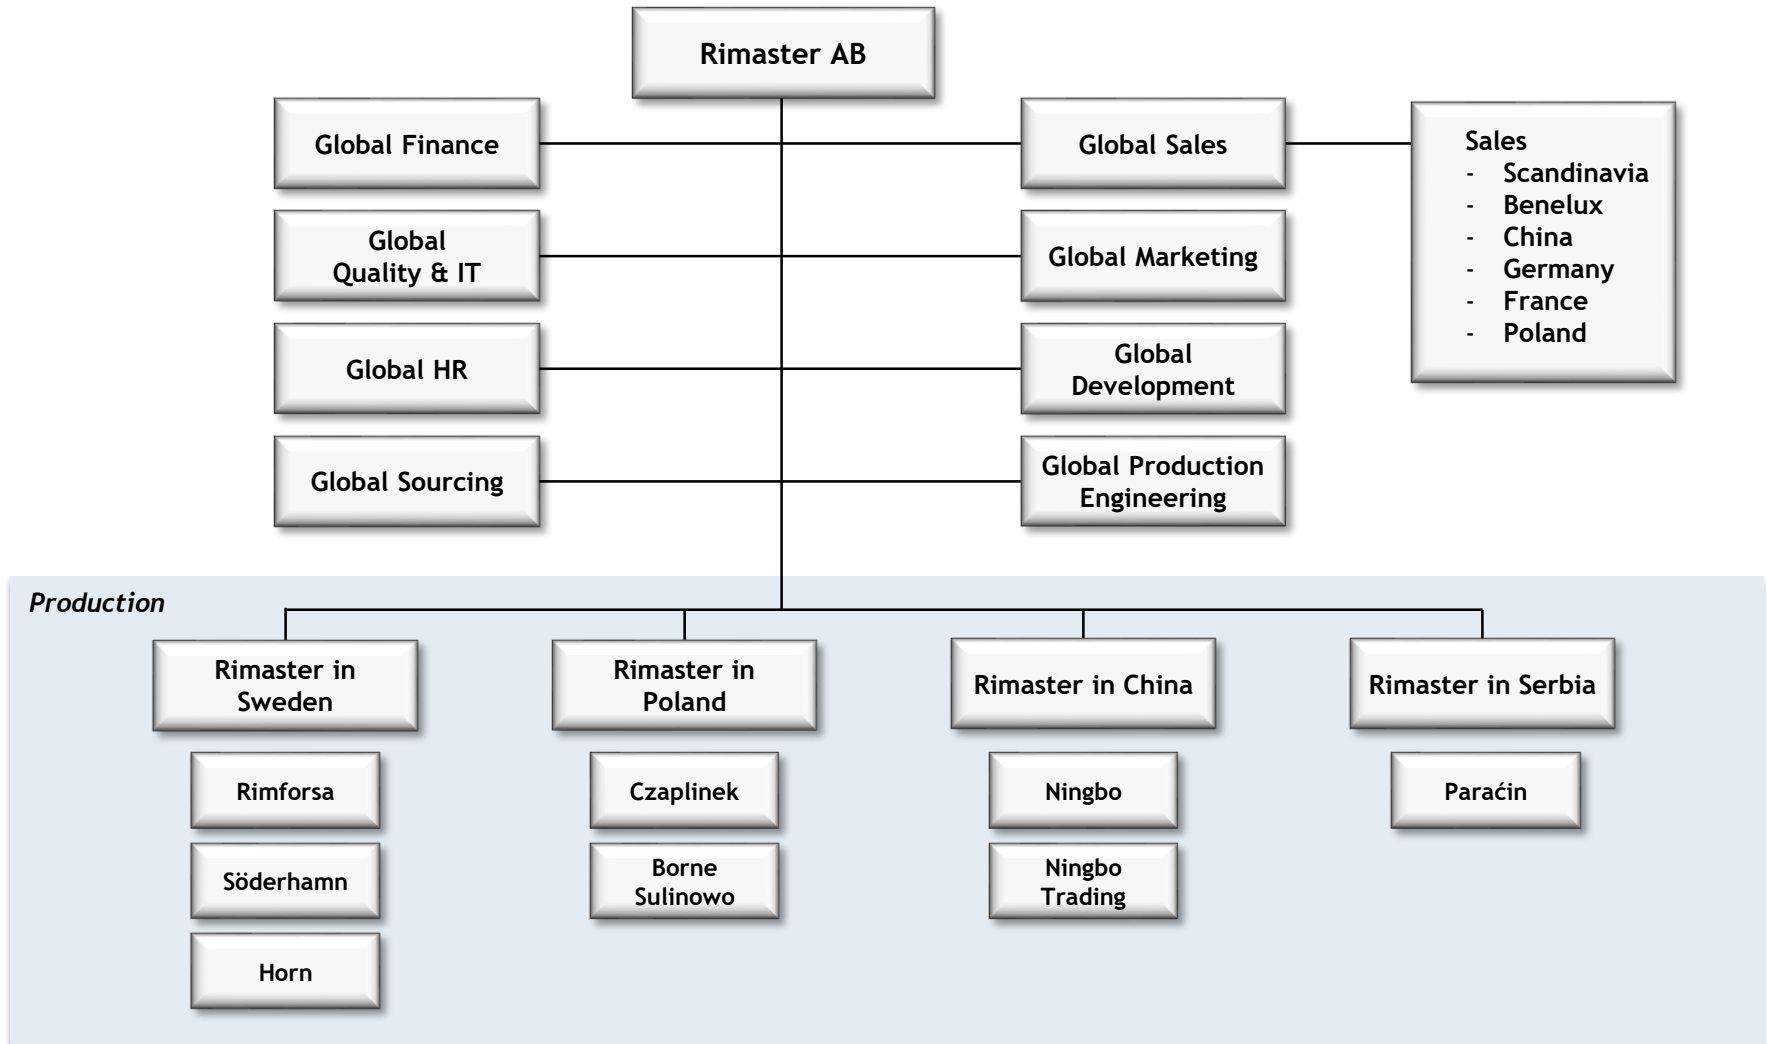 Rimaster AB
Global Finance
Global Sales
Sales
- Scandinavia
- Benelux
- China
- Germany
- France
- Poland
Global
Quality & IT
Global Marketing
Global HR
Global
Development
Global Sourcing
Global Production
Engineering
Production
Rimaster in
Sweden
Rimaster in
Poland
Rimaster in China
Rimaster in Serbia
Rimforsa
Czaplinek
Ningbo
Paraćin
Söderhamn
Borne
Sulinowo
Ningbo
Trading
Horn